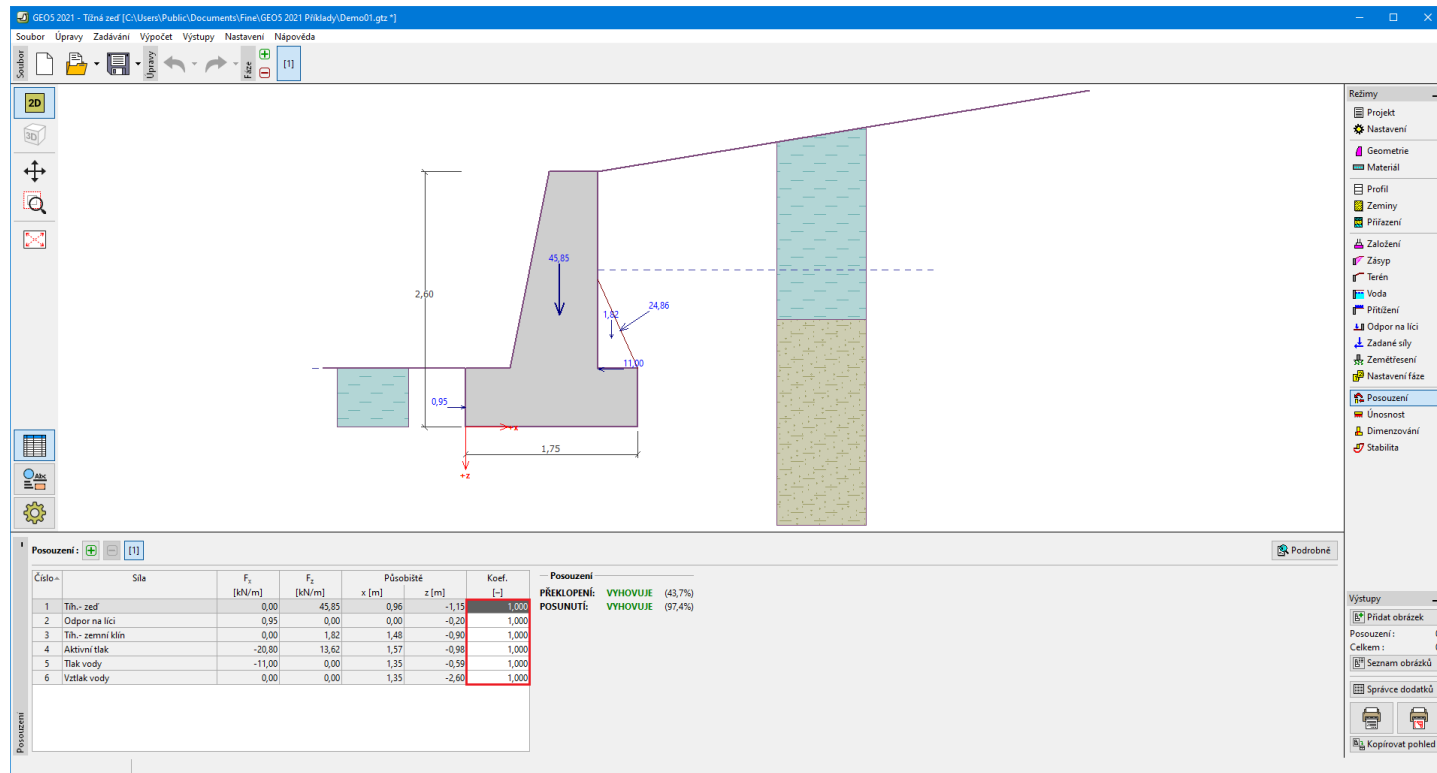 GEO5 2021 - Tížná zeď [C:\Users\Public\Documents\Fine\GEO5 2021 Příklady\Demo01.gtz *]
Soubor Úpravy Zadávání Výpočet Výstupy Nastavení Nápověda
Soubor
Úpravy
Fáze
[1]
2D
3D
45,85
2,60
24,86
1,82
11,00
0,95
+x
1,75
+z
Abc
Režimy
Projekt
Nastavení
Geometrie
Materiál
Profil
Zeminy
Přiřazení
Založení
Zásyp
Terén
Voda
Přitížení
Odpor na líci
Zadané síly
Zemětřesení
Nastavení fáze
Posouzení
Únosnost
Dimenzování
Stabilita
Posouzení : [1]
Podrobně
Číslo Síla Fx Fz Působiště Koef.
[kN/m] [kN/m] x [m] z [m] [–]
1 Tíh.- zeď 0,00 45,85 0,96 -1,15 1,000
2 Odpor na líci 0,95 0,00 0,00 -0,20 1,000
3 Tíh.- zemní klín 0,00 1,82 1,48 -0,90 1,000
4 Aktivní tlak -20,80 13,62 1,57 -0,98 1,000
5 Tlak vody -11,00 0,00 1,35 -0,59 1,000
6 Vztlak vody 0,00 0,00 1,35 -2,60 1,000
Posouzení
PŘEKLOPENÍ: VYHOVUJE (43,7%)
POSUNUTÍ: VYHOVUJE (97,4%)
Posouzení
Výstupy
Přidat obrázek
Posouzení :
Celkem :
Seznam obrázků
Správce dodatků
Kopírovat pohled